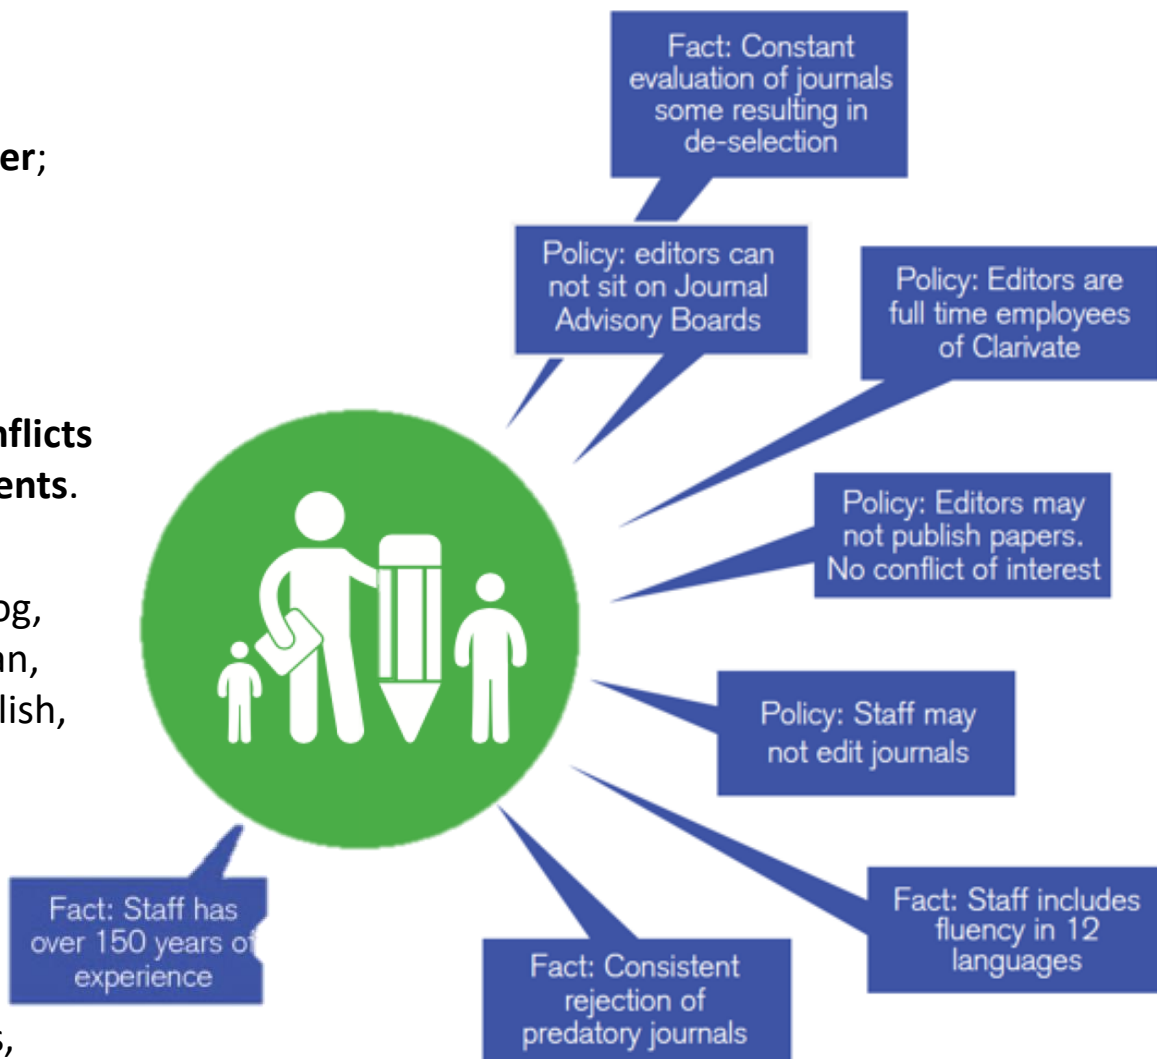 er;
nflicts
ents.
og,
an,
lish,
s,
Fact: Constant
evaluation of journals
some resulting in
de-selection
Policy: editors can
not sit on Journal
Advisory Boards
Policy: Editors are
full time employees
of Clarivate
Policy: Editors may
not publish papers.
No conflict of interest
Policy: Staff may
not edit journals
Fact: Staff includes
fluency in 12
languages
Fact: Consistent
rejection of
predatory journals
Fact: Staff has
over 150 years of
experience